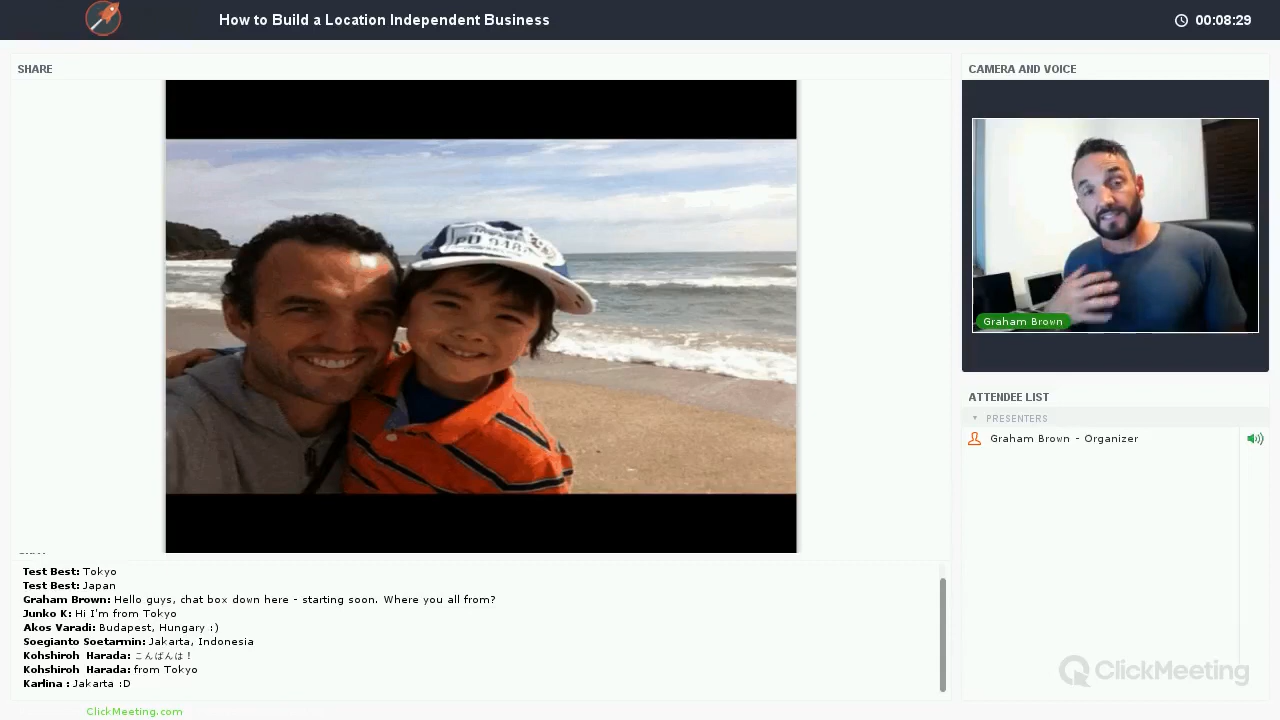 How to Build a Location Independent Business
00:08:29
SHARE
CAMERA AND VOICE
Graham Brown
ATTENDEE LIST
PRESENTERS
Graham Brown - Organizer
Test Best: Tokyo
Test Best: Japan
Graham Brown: Hello guys, chat box down here - starting soon. Where you all from?
Junko K: Hi I'm from Tokyo
Akos Varadi: Budapest, Hungary :)
Soegianto Soetarmin: Jakarta, Indonesia
Kohshiroh Harada: こんばんは！
Kohshiroh Harada: from Tokyo
Karlina : Jakarta :D
ClickMeeting
ClickMeeting.com